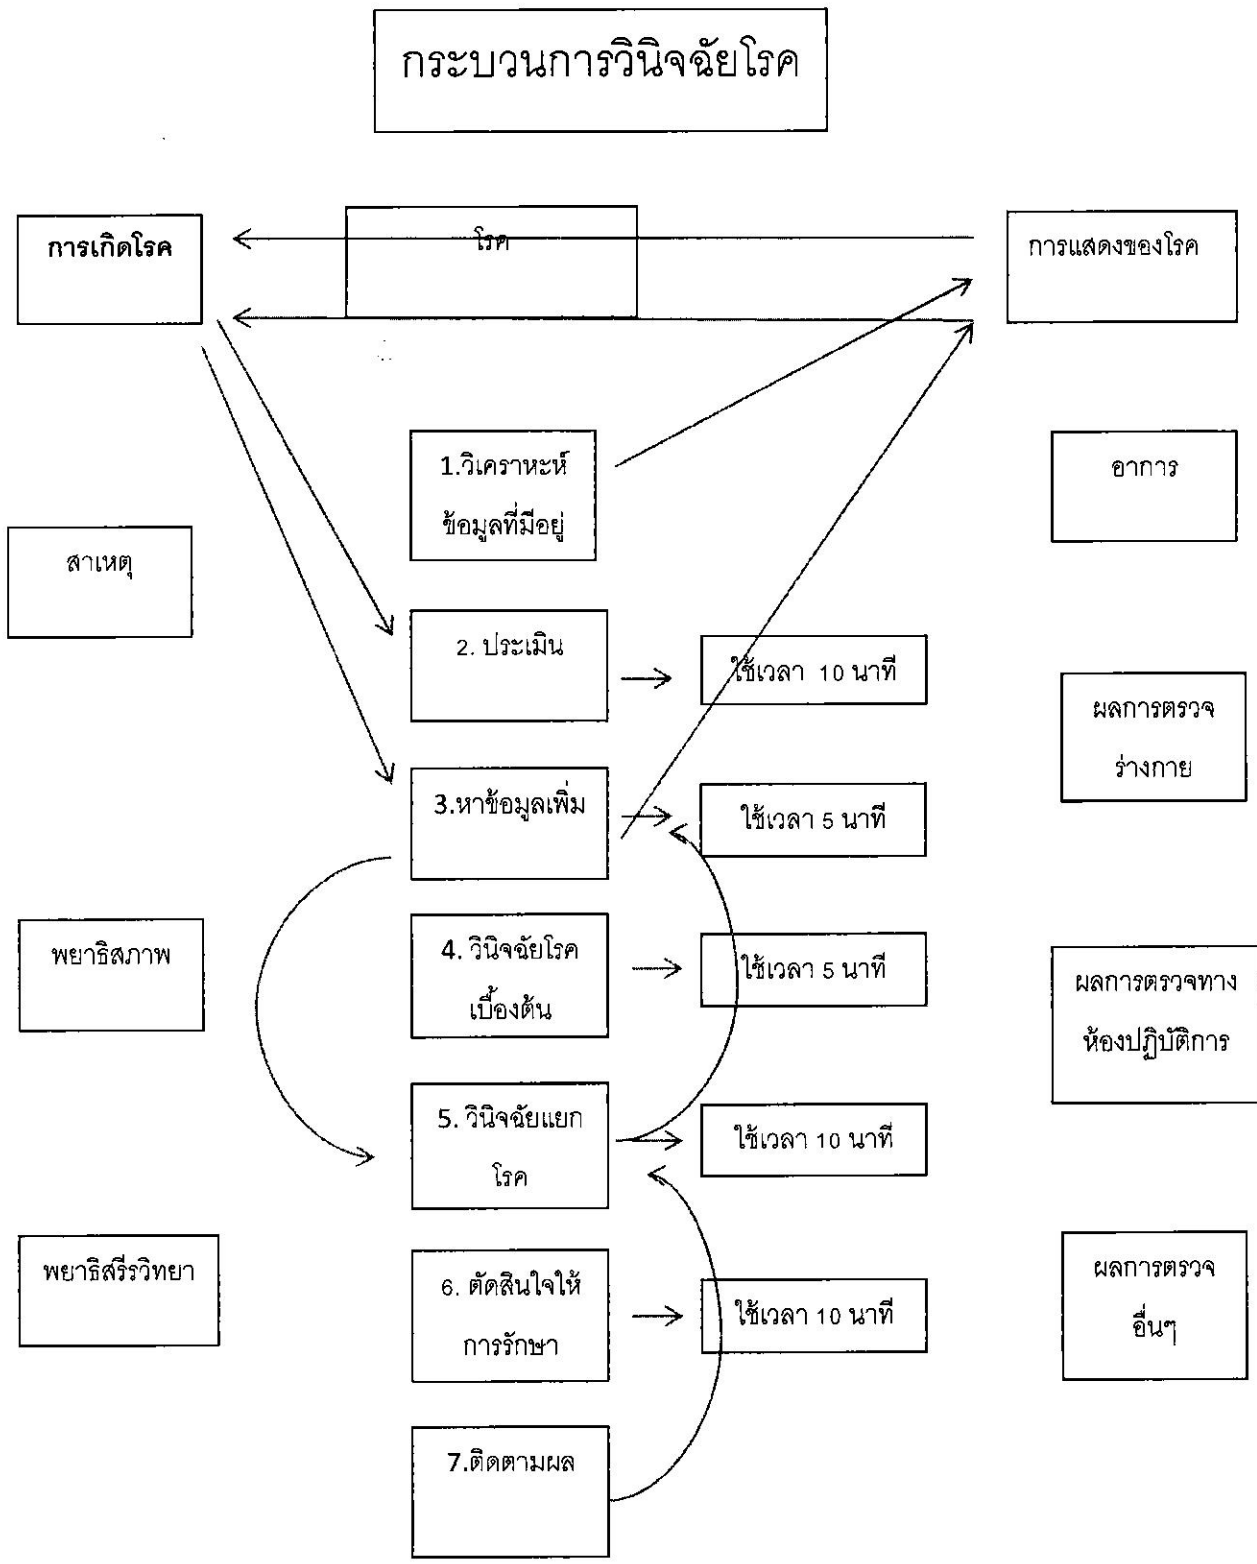 กระบวนการวินิจฉัยโรค
การเกิดโรค
โรค
การแสดงของโรค
1.วิเคราะห์
ข้อมูลที่มีอยู่
อาการ
สาเหตุ
2. ประเมิน
ใช้เวลา 10 นาที
ผลการตรวจ
ร่างกาย
3.หาข้อมูลเพิ่ม
ใช้เวลา 5 นาที
พยาธิสภาพ
4. วินิจฉัยโรค
เบื้องต้น
ใช้เวลา 5 นาที
ผลการตรวจทาง
ห้องปฏิบัติการ
5. วินิจฉัยแยก
โรค
ใช้เวลา 10 นาที
พยาธิสรีรวิทยา
6. ตัดสินใจให้
การรักษา
ใช้เวลา 10 นาที
ผลการตรวจ
อื่นๆ
7.ติดตามผล